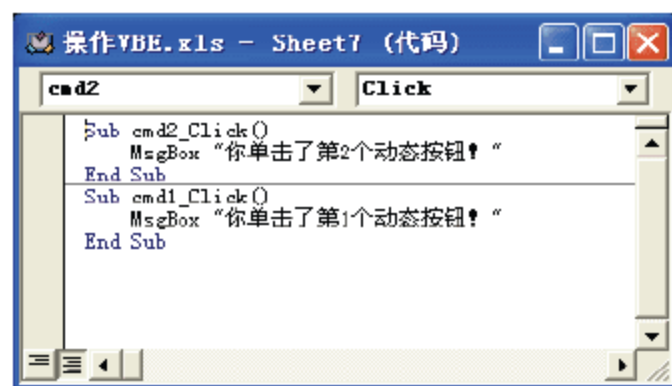 操作VBE.xls - Sheet7 (代码)
cmd2 Click
Sub cmd2_Click()
MsgBox "你单击了第2个动态按钮！"
End Sub
Sub cmd1_Click()
MsgBox "你单击了第1个动态按钮！"
End Sub